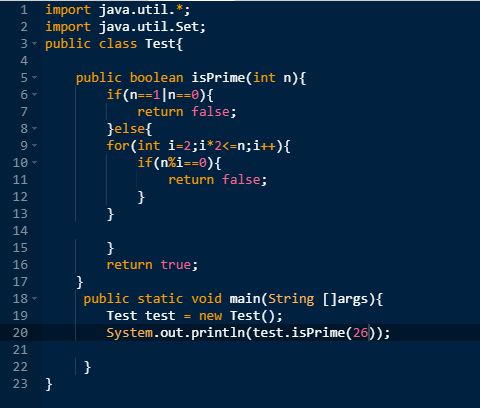 1 import java.util.*;
2 import java.util.Set;
3 public class Test{
4
5 public boolean isPrime(int n){
6 if(n==1|n==0){
7 return false;
8 }else{
9 for(int i=2;i*2<=n;i++){
10 if(n%i==0){
11 return false;
12 }
13 }
14
15 }
16 return true;
17 }
18 public static void main(String []args){
19 Test test = new Test();
20 System.out.println(test.isPrime(26));
21
22 }
23 }